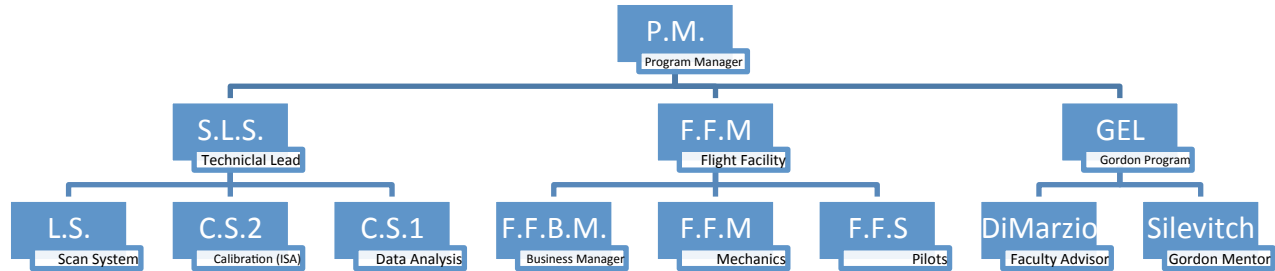 P.M.
Program Manager
S.L.S.
Techniclal Lead
F.F.M
Flight Facility
GEL
Gordon Program
L.S.
Scan System
C.S.2
Calibration (ISA)
C.S.1
Data Analysis
F.F.B.M.
Business Manager
F.F.M
Mechanics
F.F.S
Pilots
DiMarzio
Faculty Advisor
Silevitch
Gordon Mentor